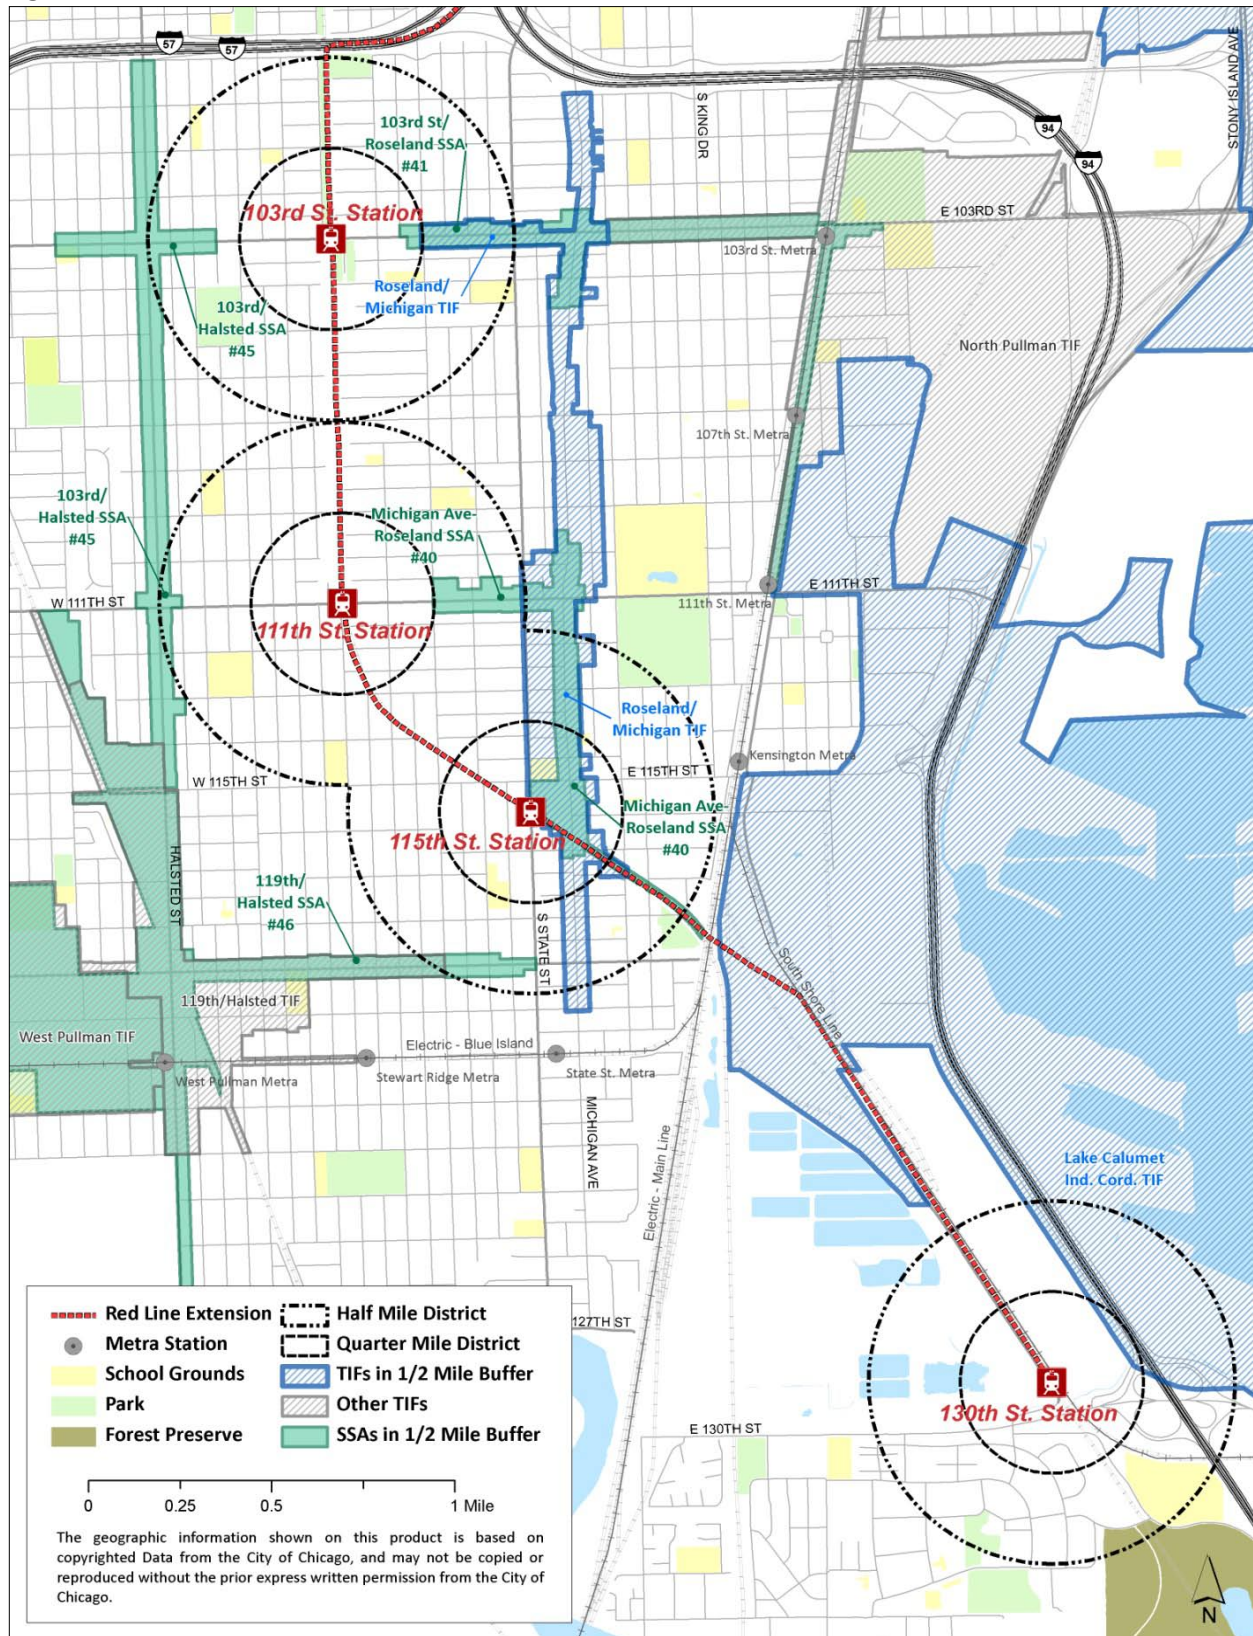 57
57
94
94
STONY ISLAND AVE
S KING DR
103rd St/
Roseland SSA
#41
103rd St. Station
E 103RD ST
103rd St. Metra
Roseland/
Michigan TIF
103rd/
Halsted SSA
#45
North Pullman TIF
107th St. Metra
103rd/
Halsted SSA
#45
Michigan Ave-
Roseland SSA
#40
W 111TH ST
E 111TH ST
111th St. Metra
111th St. Station
Roseland/
Michigan TIF
Kensington Metra
W 115TH ST
E 115TH ST
Michigan Ave-
Roseland SSA
#40
115th St. Station
HALSTED ST
119th/
Halsted SSA
#46
S STATE ST
South Shore Line
119th/Halsted TIF
West Pullman TIF
Electric - Blue Island
West Pullman Metra
Stewart Ridge Metra
State St. Metra
MICHIGAN AVE
Electric - Main Line
Lake Calumet
Ind. Cord. TIF
127TH ST
130th St. Station
E 130TH ST
Red Line Extension
Half Mile District
Metra Station
Quarter Mile District
School Grounds
TIFs in 1/2 Mile Buffer
Park
Other TIFs
Forest Preserve
SSAs in 1/2 Mile Buffer
0 0.25 0.5 1 Mile
The geographic information shown on this product is based on
copyrighted Data from the City of Chicago, and may not be copied or
reproduced without the prior express written permission from the City of
Chicago.
N